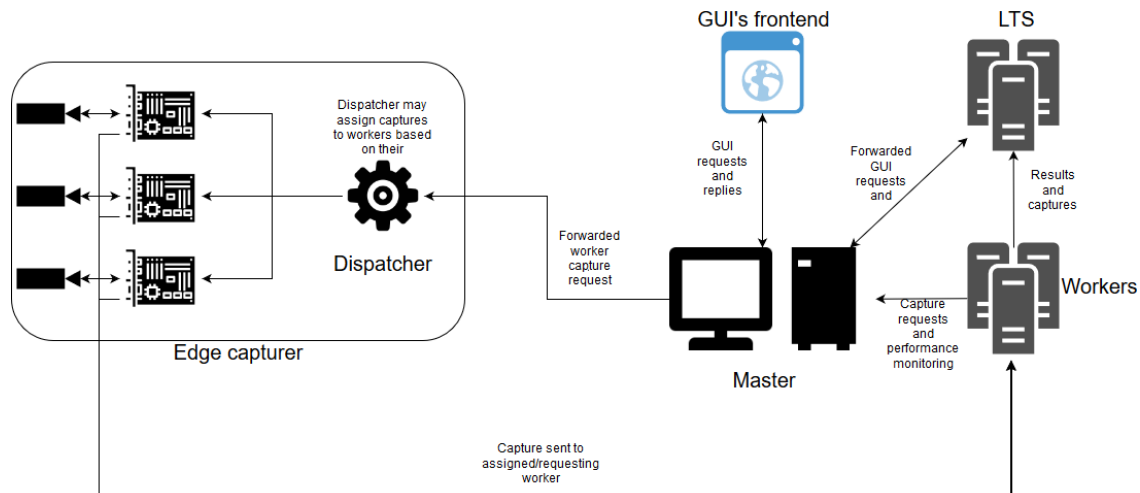 GUI's frontend
LTS
Dispatcher may
assign captures
to workers based
on their
GUI
requests
and
replies
Forwarded
GUI
requests
and
Results
and
captures
Dispatcher
Forwarded
worker
capture
request
Workers
Capture
requests
and
performance
monitoring
Edge capturer
Master
Capture sent to
assigned/requesting
worker